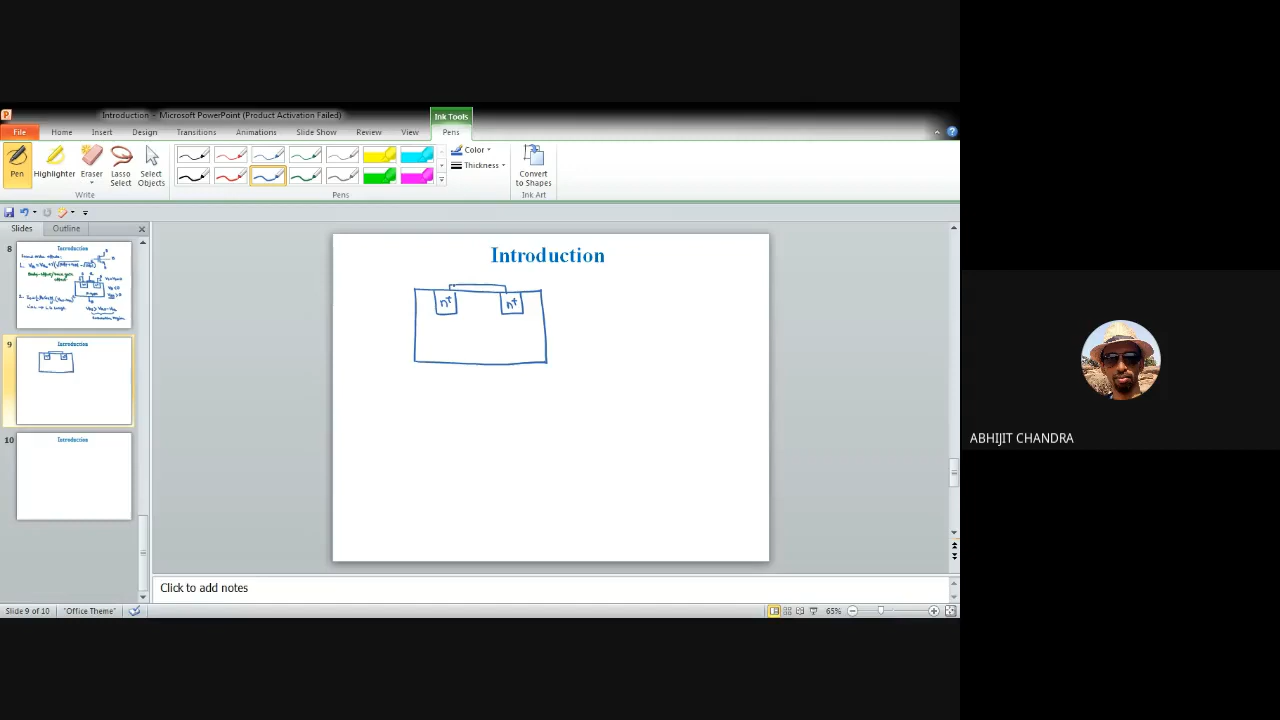 Introduction - Microsoft PowerPoint (Product Activation Failed)
Ink Tools
File Home Insert Design Transitions Animations Slide Show Review View Pens
Pen Highlighter Eraser Lasso Select Select Objects
Color
Thickness
Convert to Shapes
Write Pens Ink Art
Slides Outline
8
Introduction
9
Introduction
10
Introduction
Introduction
n+ n+
ABHIJIT CHANDRA
Click to add notes
Slide 9 of 10 "Office Theme" 65%